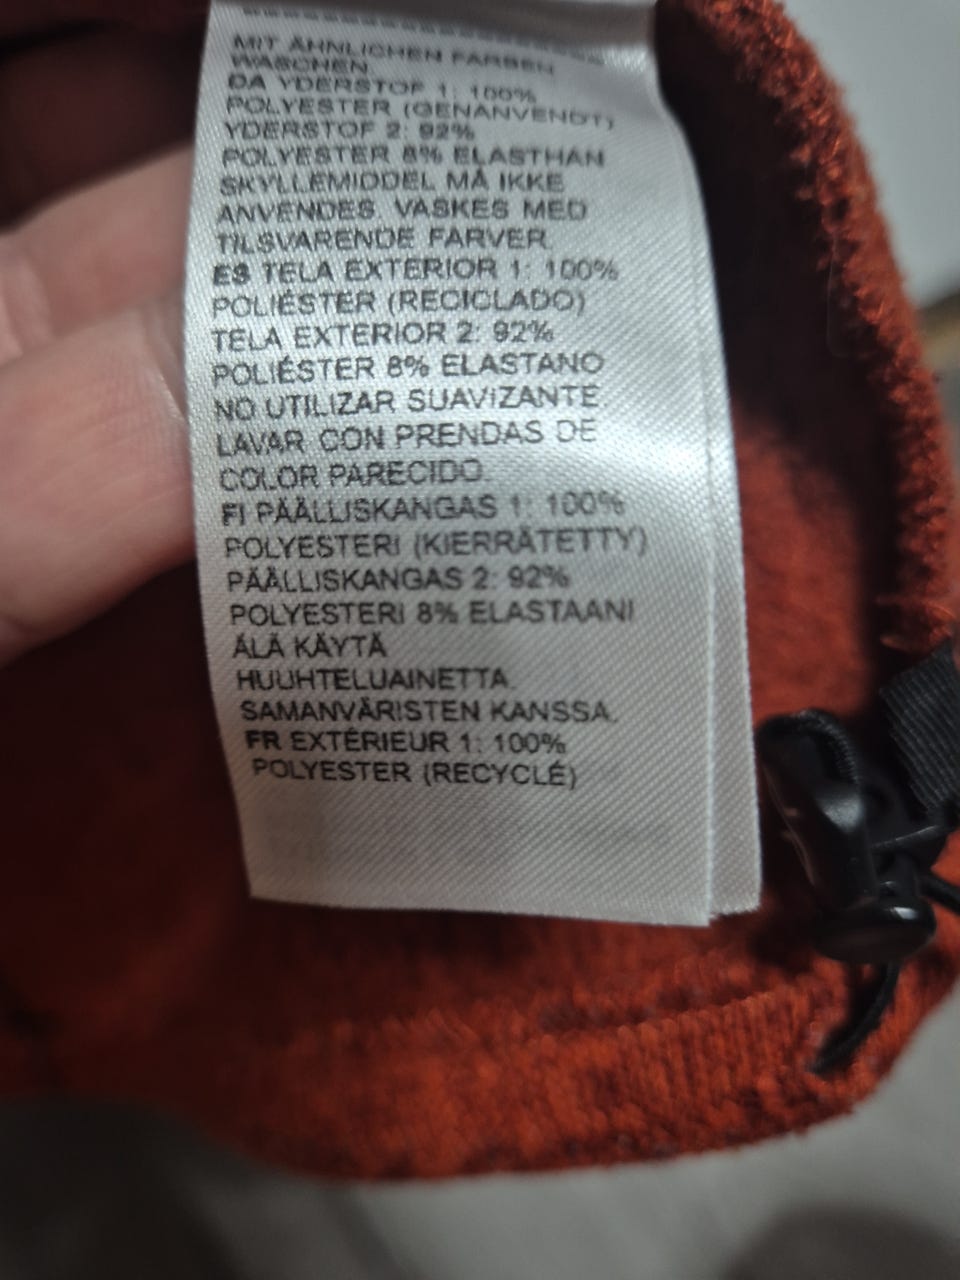 MIT ÄHNLICHEN FARBEN
WASCHEN.
DA YDERSTOF 1: 100%
POLYESTER (GENANVENDT)
YDERSTOF 2: 92%
POLYESTER 8% ELASTHAN
SKYLLEMIDDEL MÅ IKKE
ANVENDES. VASKES MED
TILSVARENDE FARVER.
ES TELA EXTERIOR 1: 100%
POLIÉSTER (RECICLADO)
TELA EXTERIOR 2: 92%
POLIÉSTER 8% ELASTANO
NO UTILIZAR SUAVIZANTE.
LAVAR CON PRENDAS DE
COLOR PARECIDO.
FI PÄÄLLISKANGAS 1: 100%
POLYESTERI (KIERRÄTETTY)
PÄÄLLISKANGAS 2: 92%
POLYESTERI 8% ELASTAANI
ÄLÄ KÄYTÄ
HUUHTELUAINETTA.
SAMANVÄRISTEN KANSSA.
FR EXTÉRIEUR 1: 100%
POLYESTER (RECYCLÉ)